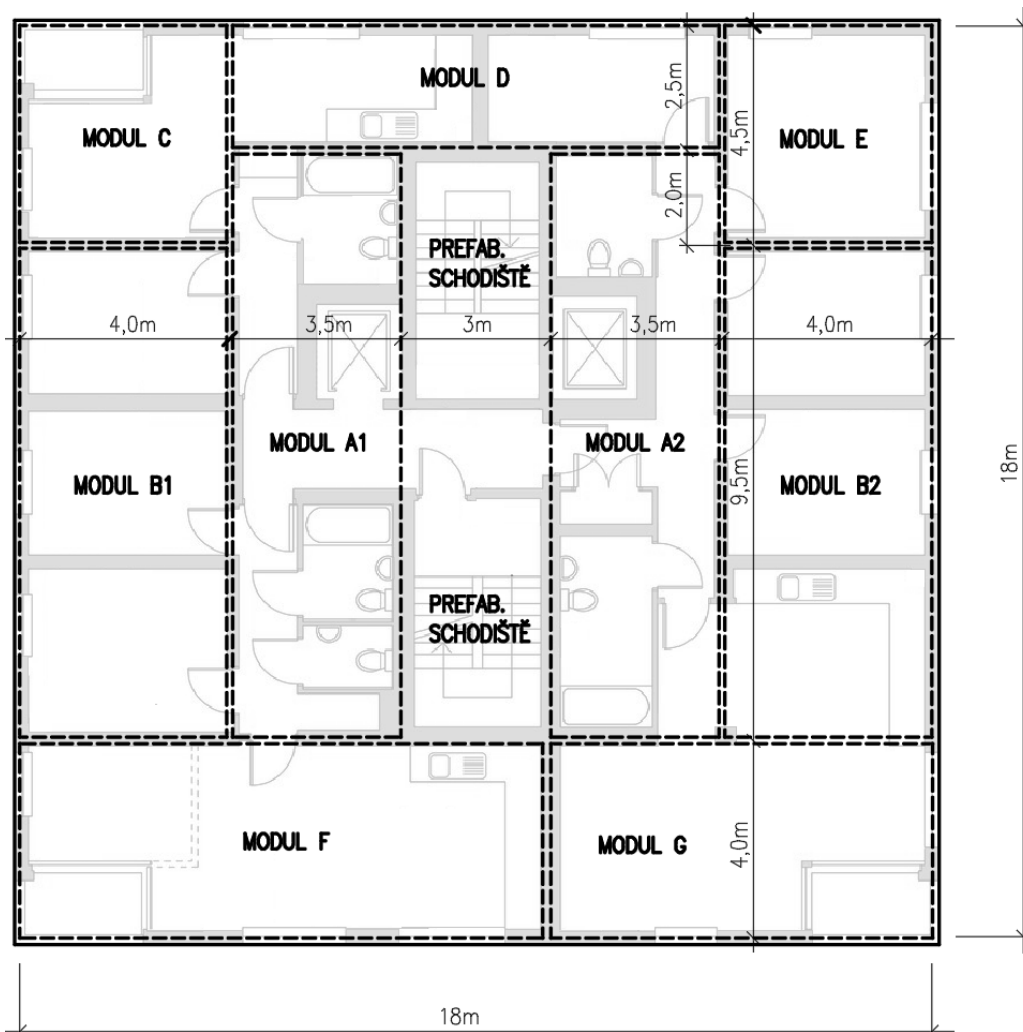 MODUL D
2,5m
MODUL C
4,5m
MODUL E
2,0m
PREFAB.
SCHODIŠTĚ
4,0m
3,5m
3m
3,5m
4,0m
MODUL A1
MODUL A2
18m
MODUL B1
9,5m
MODUL B2
PREFAB.
SCHODIŠTĚ
MODUL F
MODUL G
4,0m
18m